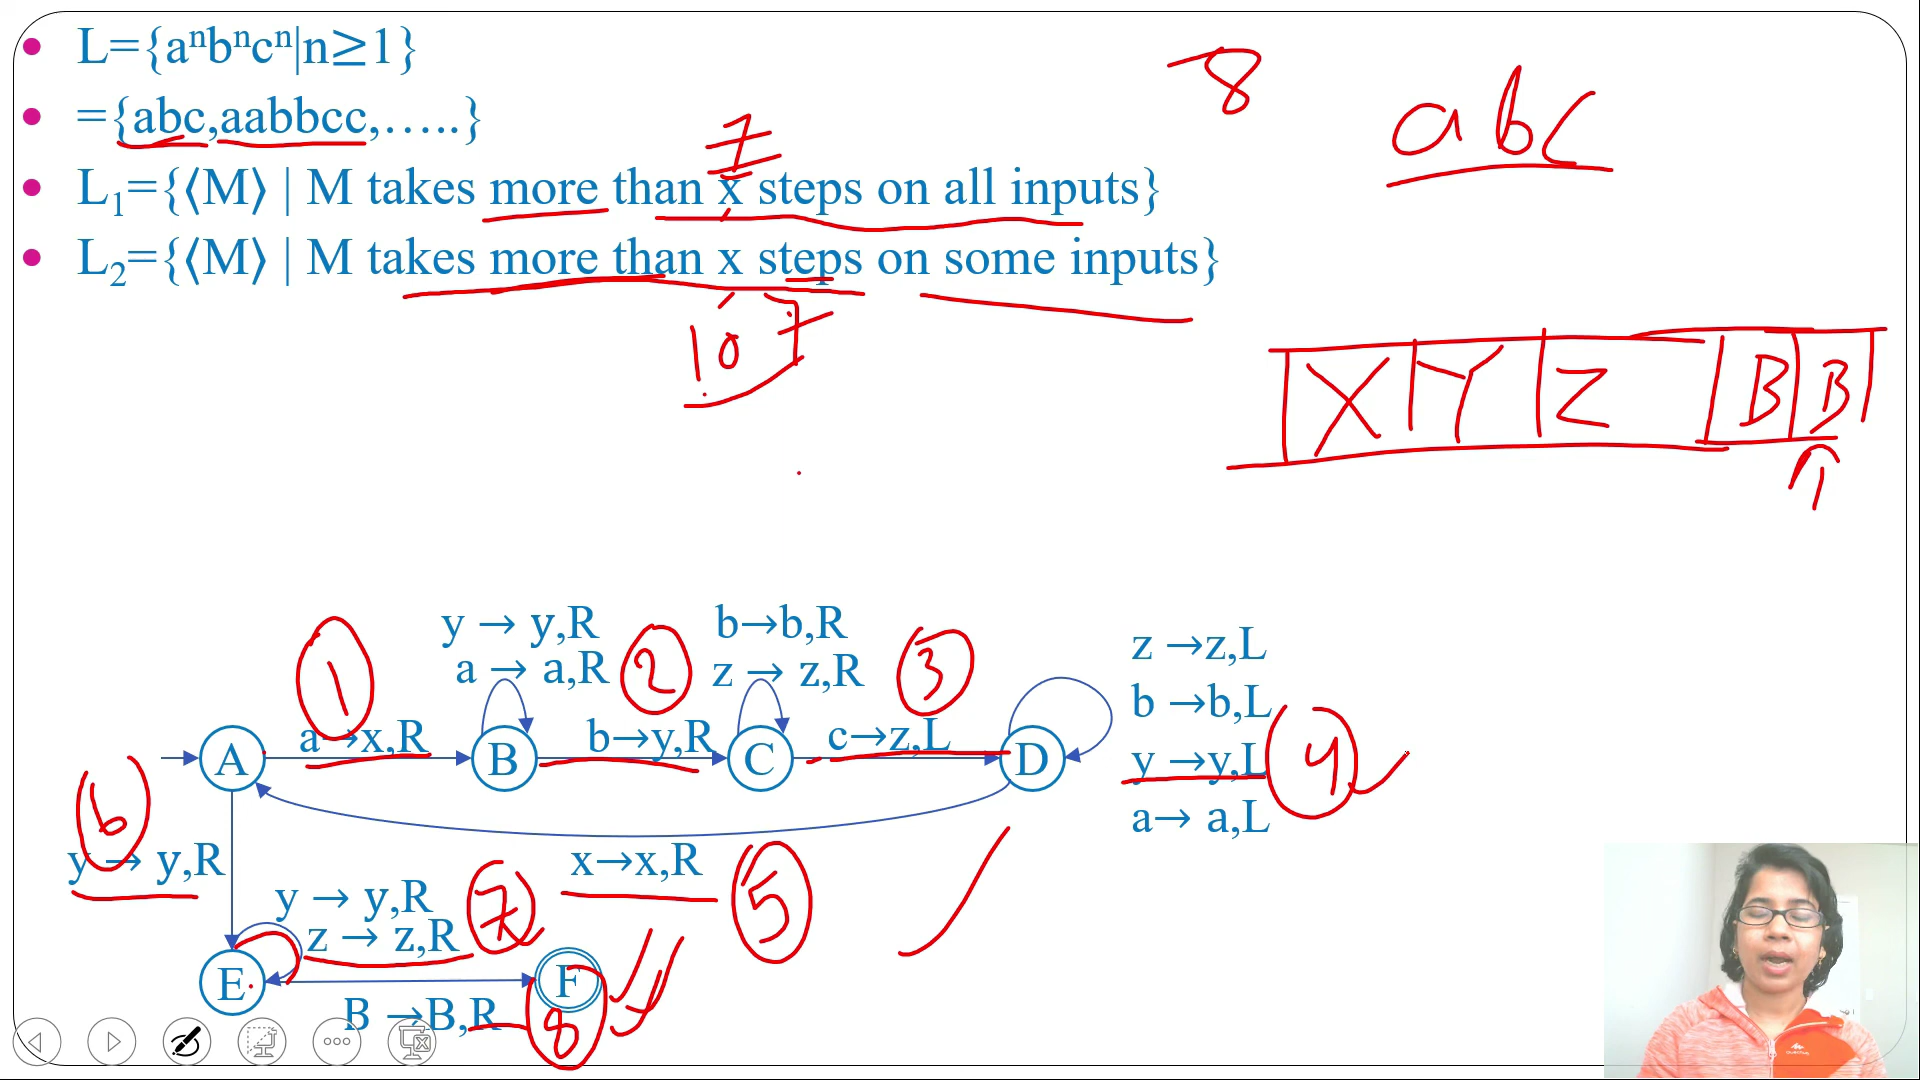 L={aⁿbⁿcⁿ|n≥1}
={abc,aabbcc,…..}
L₁={⟨M⟩ | M takes more than x steps on all inputs}
L₂={⟨M⟩ | M takes more than x steps on some inputs}
8
abc
7
10
7
X Y Z B B
y → y,R
a → a,R
b→b,R
z → z,R
z →z,L
b →b,L
y →y,L
a→ a,L
1
2
3
4
A
a→x,R
B
b→y,R
C
c→z,L
D
6
y → y,R
x→x,R
5
y → y,R
z → z,R
7
E
F
B →B,R
8